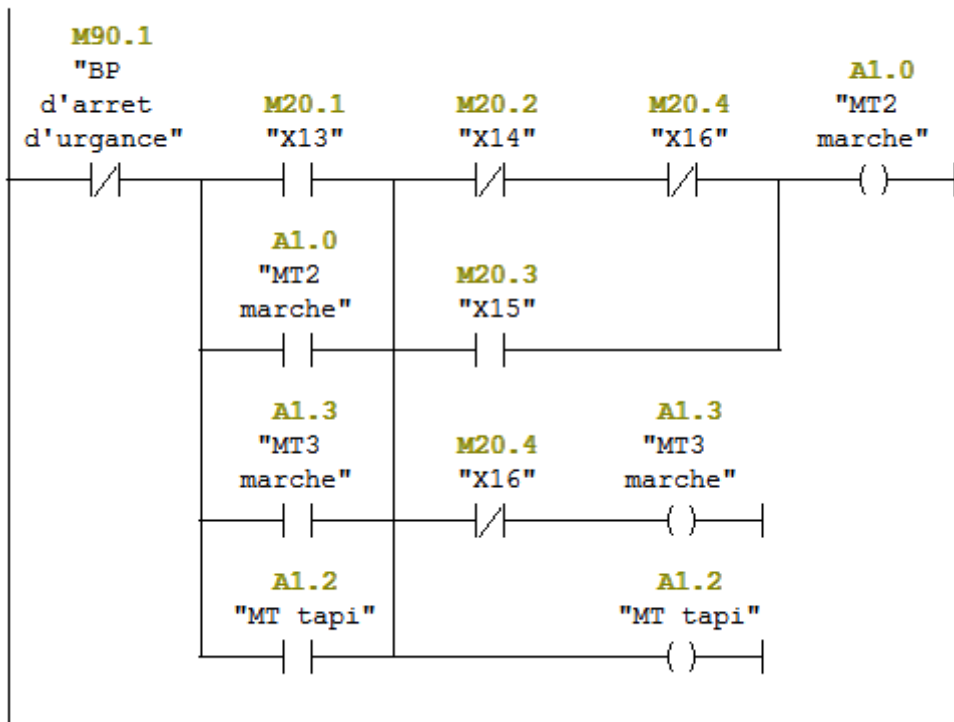 M90.1
"BP
d'arret
d'urgance"
M20.1
"X13"
M20.2
"X14"
M20.4
"X16"
A1.0
"MT2
marche"
A1.0
"MT2
marche"
M20.3
"X15"
A1.3
"MT3
marche"
M20.4
"X16"
A1.3
"MT3
marche"
A1.2
"MT tapi"
A1.2
"MT tapi"